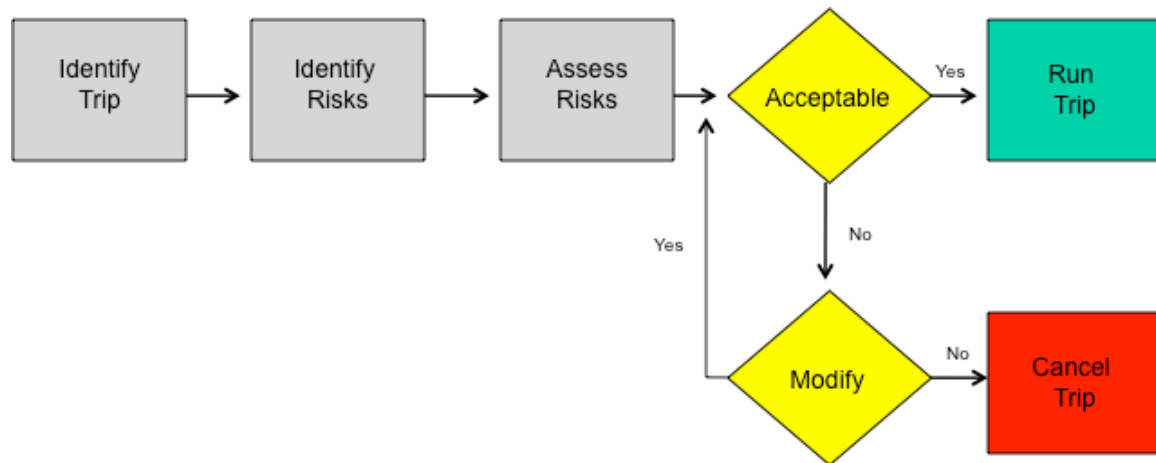 Identify
Trip
Identify
Risks
Assess
Risks
Acceptable
Yes
Run
Trip
Yes
No
Modify
No
Cancel
Trip